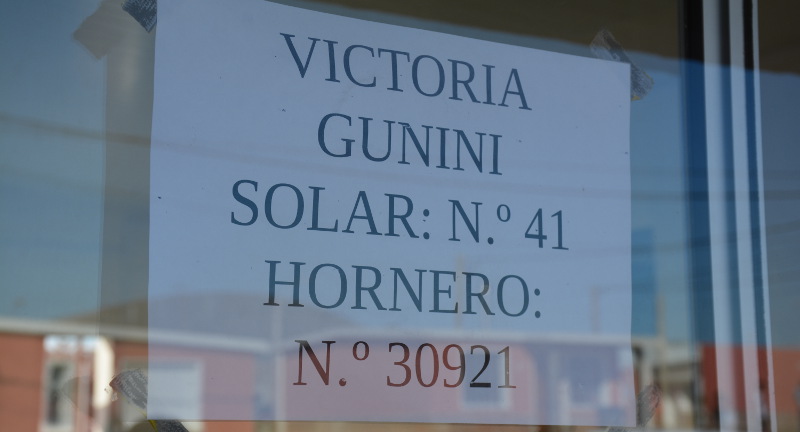 VICTORIA
GUNINI
SOLAR: N.º 41
HORNERO:
N.º 30921